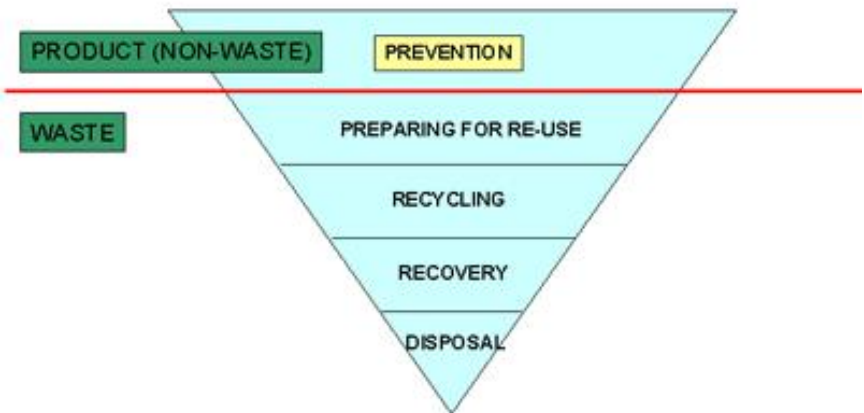 PRODUCT (NON-WASTE)
PREVENTION
WASTE
PREPARING FOR RE-USE
RECYCLING
RECOVERY
DISPOSAL